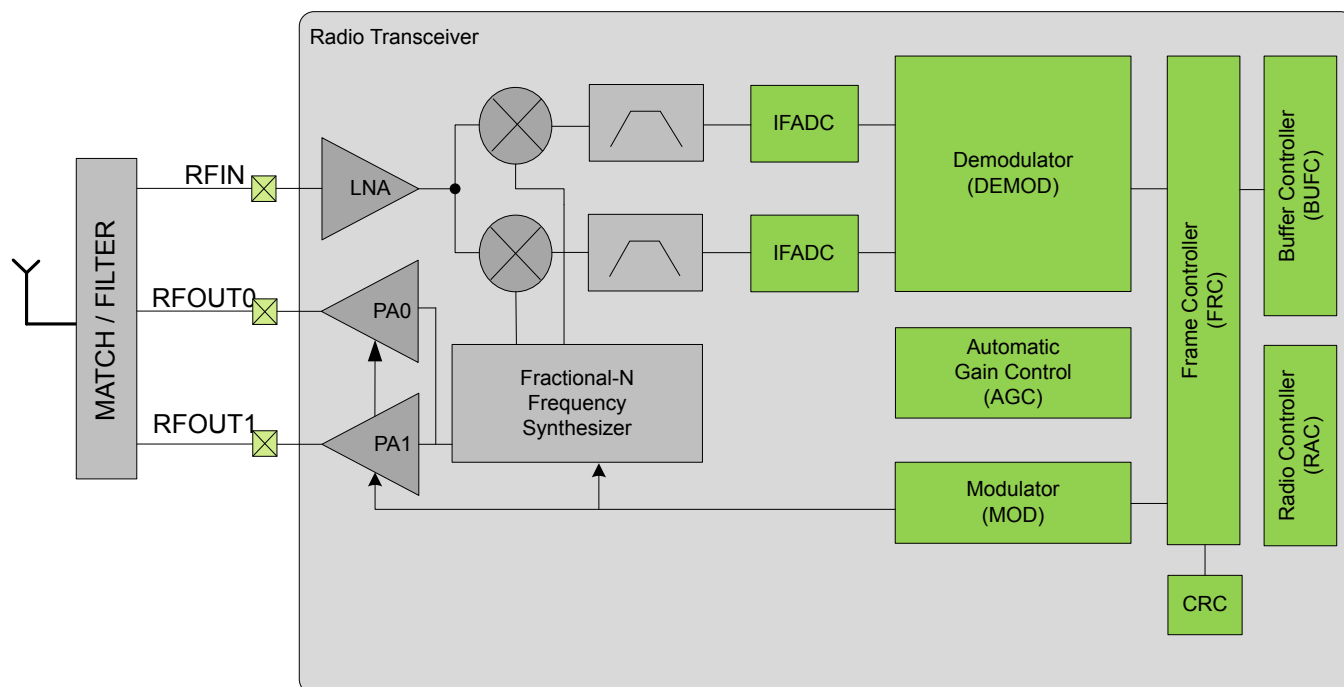 Radio Transceiver
MATCH / FILTER
RFIN
RFOUT0
RFOUT1
LNA
PA0
PA1
Fractional-N
Frequency
Synthesizer
IFADC
IFADC
Demodulator
(DEMOD)
Automatic
Gain Control
(AGC)
Modulator
(MOD)
Frame Controller
(FRC)
CRC
Buffer Controller
(BUFC)
Radio Controller
(RAC)